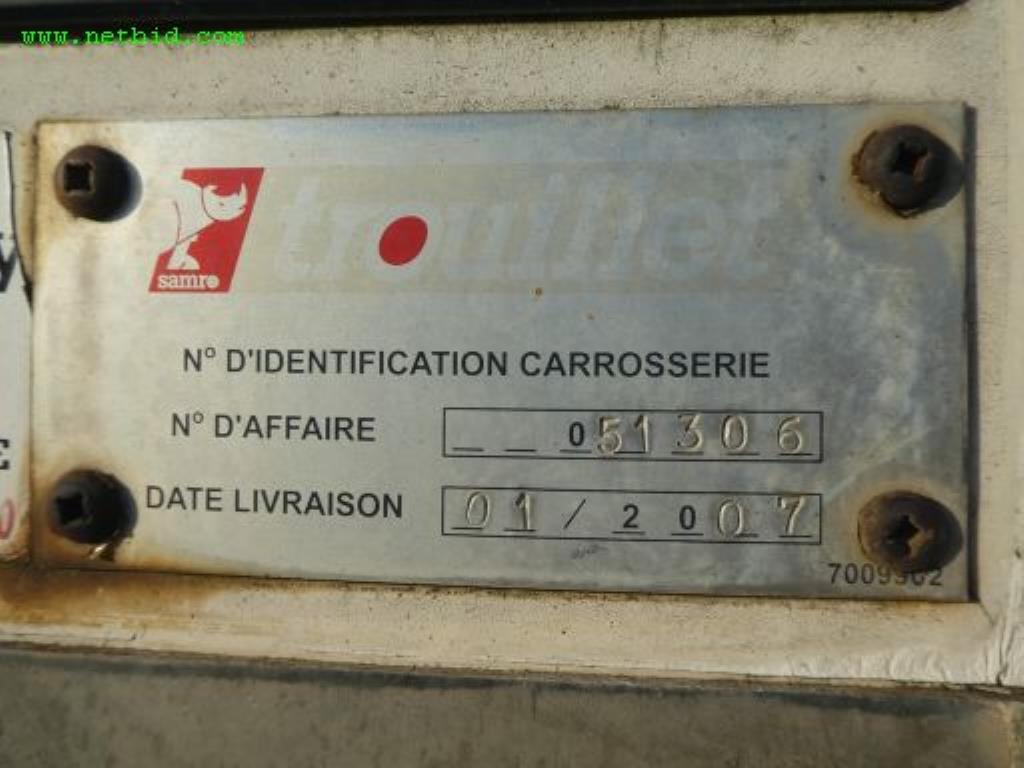 www.netbid.com
samro
trouillet
N° D'IDENTIFICATION CARROSSERIE
N° D'AFFAIRE _ _ 051306
DATE LIVRAISON 01/2007